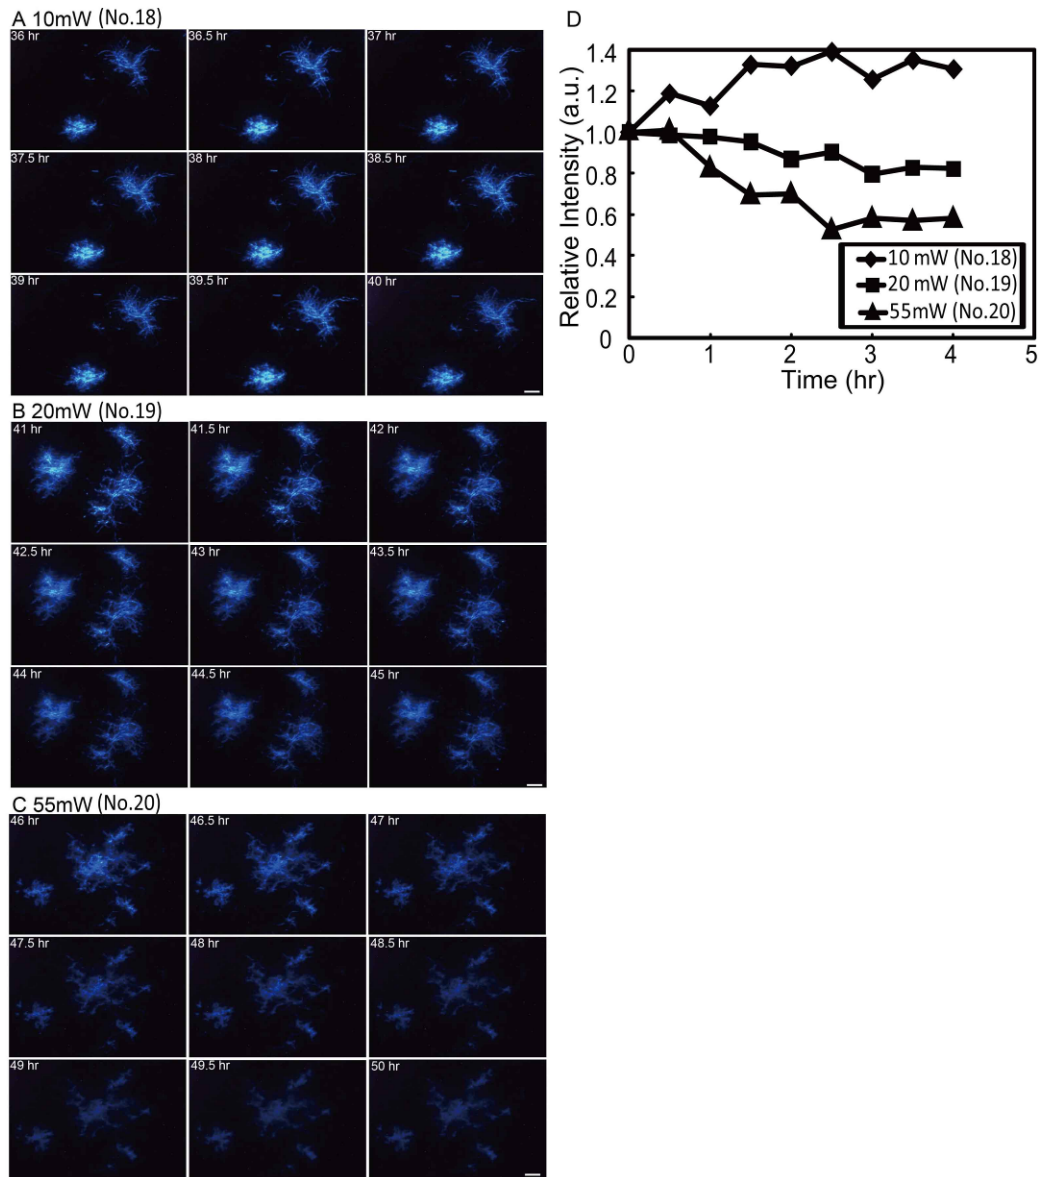 A 10mW (No.18)
36 hr
36.5 hr
37 hr
37.5 hr
38 hr
38.5 hr
39 hr
39.5 hr
40 hr
B 20mW (No.19)
41 hr
41.5 hr
42 hr
42.5 hr
43 hr
43.5 hr
44 hr
44.5 hr
45 hr
C 55mW (No.20)
46 hr
46.5 hr
47 hr
47.5 hr
48 hr
48.5 hr
49 hr
49.5 hr
50 hr
D
Relative Intensity (a.u.)
1.4
1.2
1.0
0.8
0.6
0.4
0.2
0
10 mW (No.18)
20 mW (No.19)
55mW (No.20)
0 1 2 3 4 5
Time (hr)